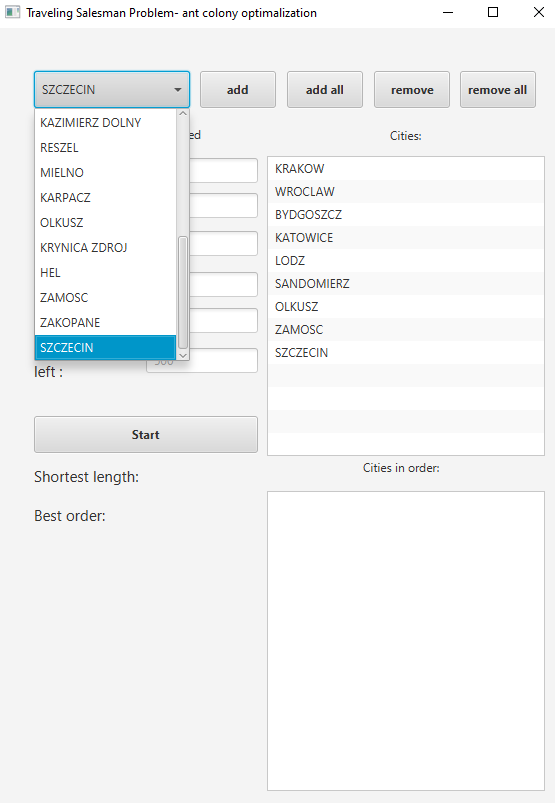 Traveling Salesman Problem- ant colony optimalization
SZCZECIN
add
add all
remove
remove all
KAZIMIERZ DOLNY
RESZEL
MIELNO
KARPACZ
OLKUSZ
KRYNICA ZDROJ
HEL
ZAMOSC
ZAKOPANE
SZCZECIN
left :
Start
Shortest length:
Best order:
Cities:
KRAKOW
WROCLAW
BYDGOSZCZ
KATOWICE
LODZ
SANDOMIERZ
OLKUSZ
ZAMOSC
SZCZECIN
Cities in order: